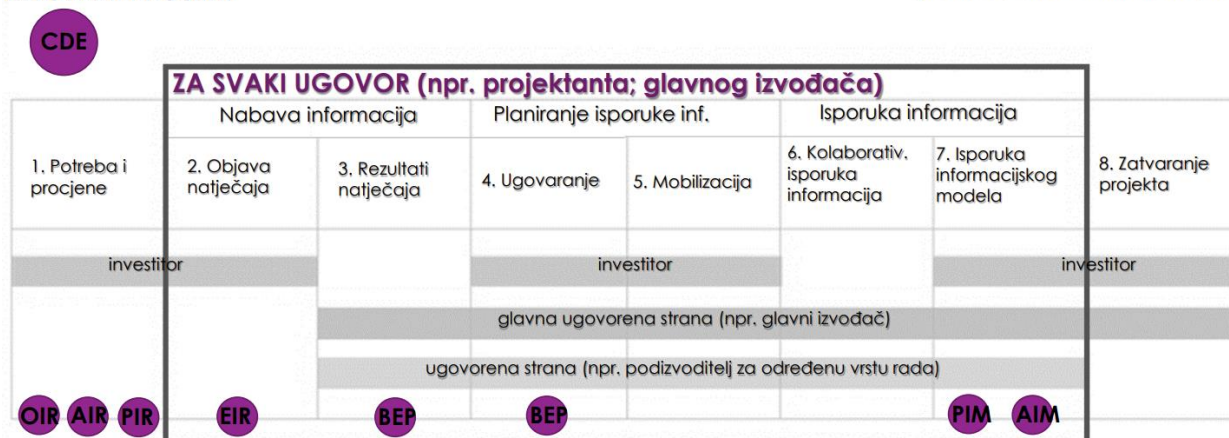 CDE
ZA SVAKI UGOVOR (npr. projektanta; glavnog izvođača)
Nabava informacija
Planiranje isporuke inf.
Isporuka informacija
1. Potreba i
procjene
2. Objava
natječaja
3. Rezultati
natječaja
4. Ugovaranje
5. Mobilizacija
6. Kolaborativ.
isporuka
informacija
7. Isporuka
informacijskog
modela
8. Zatvaranje
projekta
investitor
investitor
investitor
glavna ugovorena strana (npr. glavni izvođač)
ugovorena strana (npr. podizvoditelj za određenu vrstu rada)
OIR
AIR
PIR
EIR
BEP
BEP
PIM
AIM